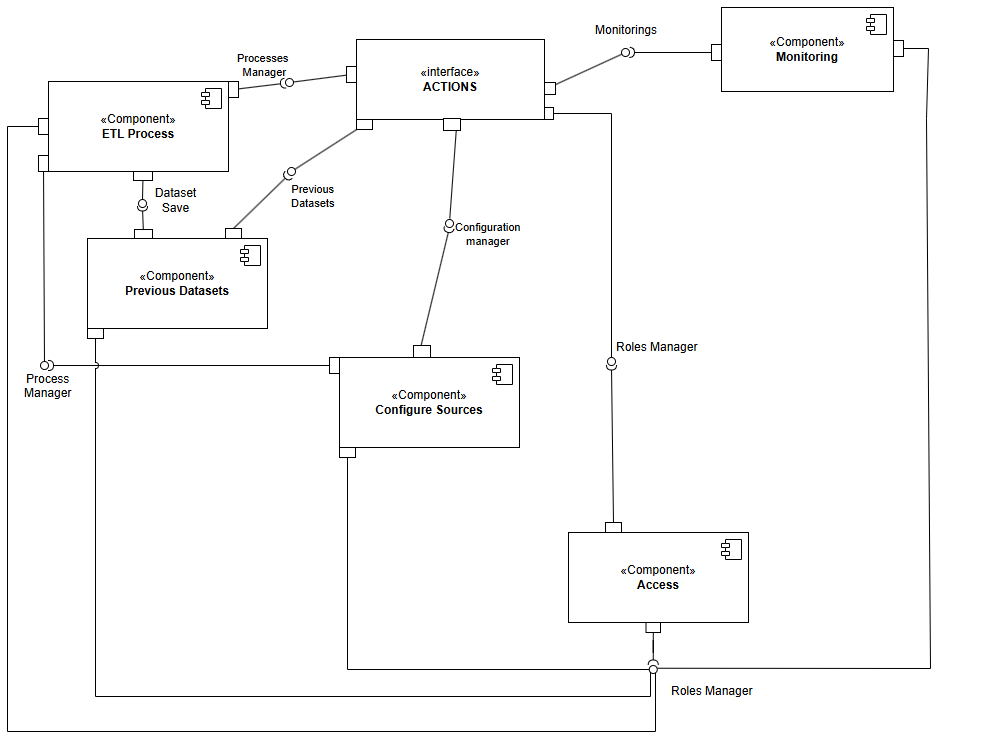 Monitorings
«Component»
Monitoring
Processes
Manager
«interface»
ACTIONS
«Component»
ETL Process
Dataset
Save
Previous
Datasets
Configuration
manager
«Component»
Previous Datasets
Roles Manager
Process
Manager
«Component»
Configure Sources
«Component»
Access
Roles Manager